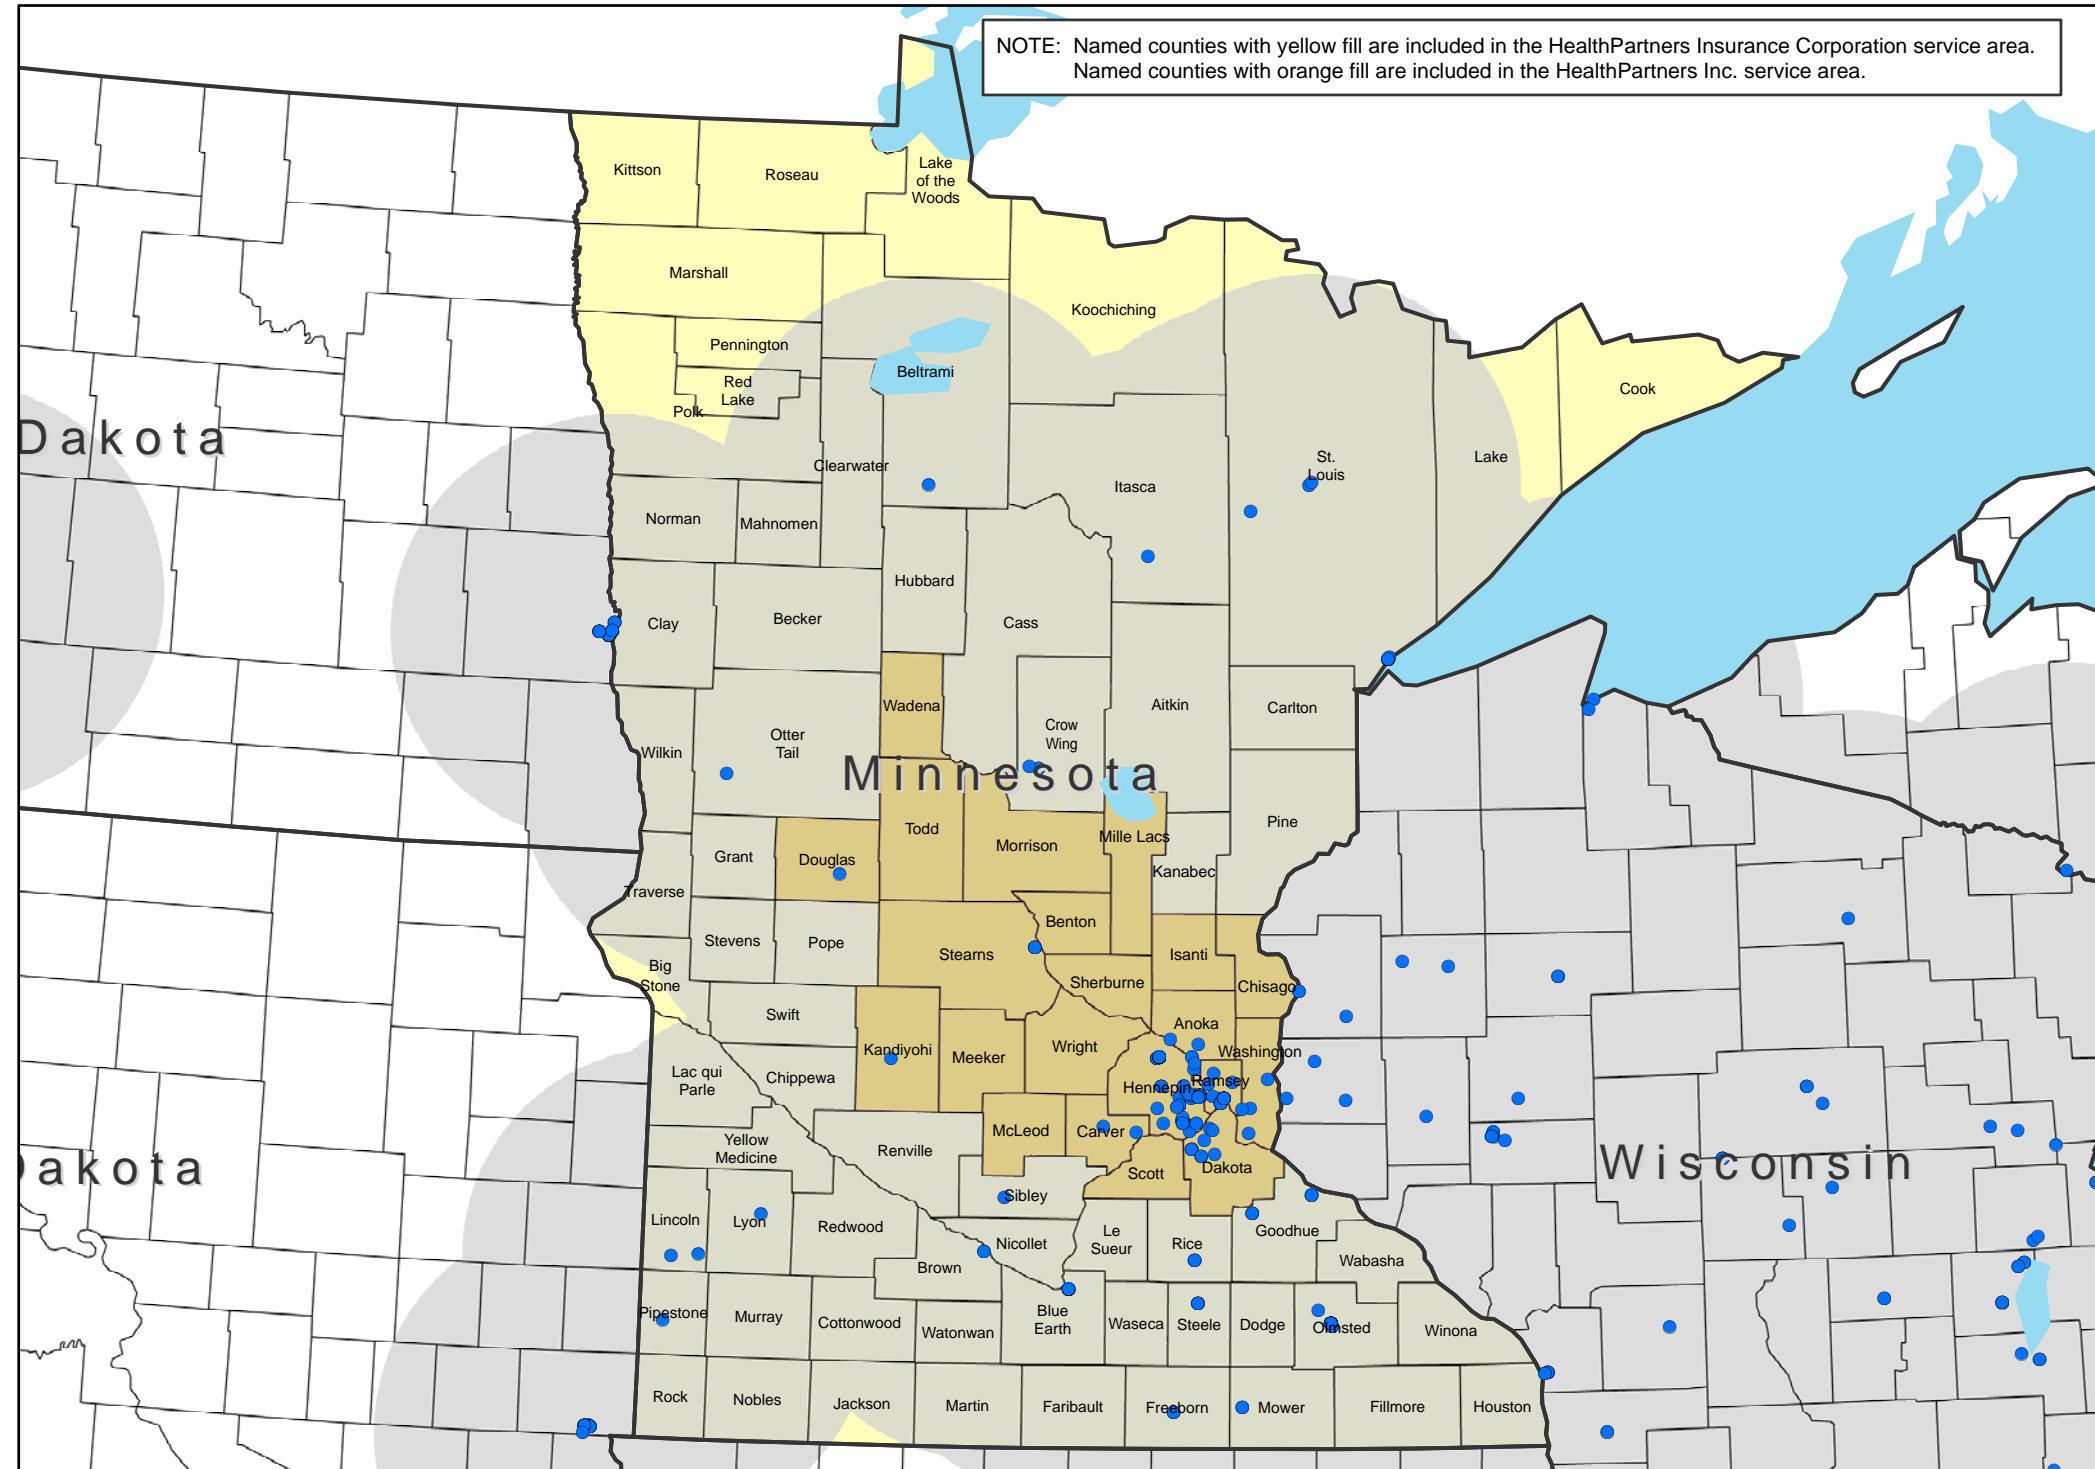 NOTE: Named counties with yellow fill are included in the HealthPartners Insurance Corporation service area.
Named counties with orange fill are included in the HealthPartners Inc. service area.
Kittson
Roseau
Lake
of the
Woods
Marshall
Koochiching
Pennington
Beltrami
Red
Lake
Polk
Cook
Dakota
Clearwater
St.
Louis
Lake
Itasca
Norman
Mahnomen
Hubbard
Clay
Becker
Cass
Wadena
Aitkin
Carlton
Crow
Wing
Otter
Tail
Wilkin
Minnesota
Pine
Todd
Morrison
Mille Lacs
Grant
Douglas
Kanabec
Traverse
Benton
Stevens
Pope
Stearns
Isanti
Big
Stone
Sherburne
Chisago
Swift
Anoka
Kandiyohi
Meeker
Wright
Washington
Lac qui
Parle
Chippewa
Hennepin
Ramsey
McLeod
Carver
Yellow
Medicine
Renville
Scott
Dakota
Dakota
Wisconsin
Sibley
Lincoln
Lyon
Redwood
Le
Sueur
Rice
Goodhue
Nicollet
Brown
Wabasha
Pipestone
Murray
Cottonwood
Watonwan
Blue
Earth
Waseca
Steele
Dodge
Olmsted
Winona
Rock
Nobles
Jackson
Martin
Faribault
Freeborn
Mower
Fillmore
Houston